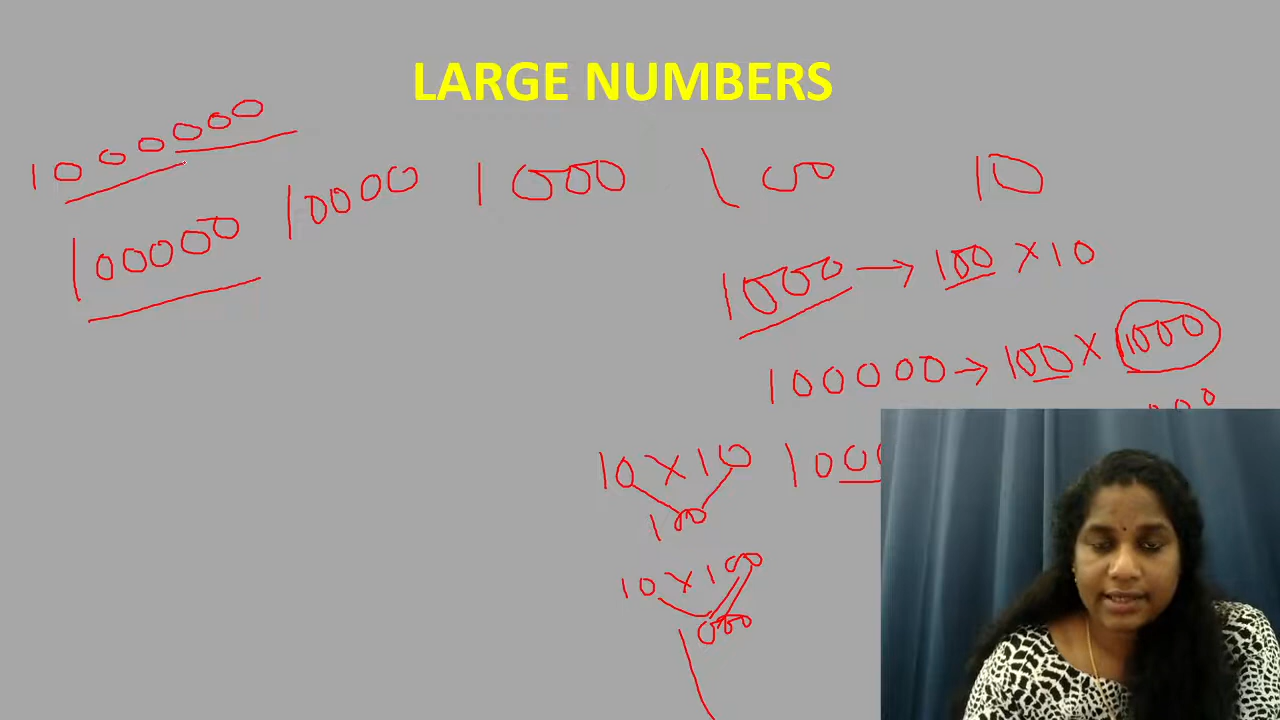 LARGE NUMBERS
1000000
100000 10000 1000 100 10
1000 → 100 × 10
100000 → 100 × 1000
10 × 10
100
10 × 100
1000